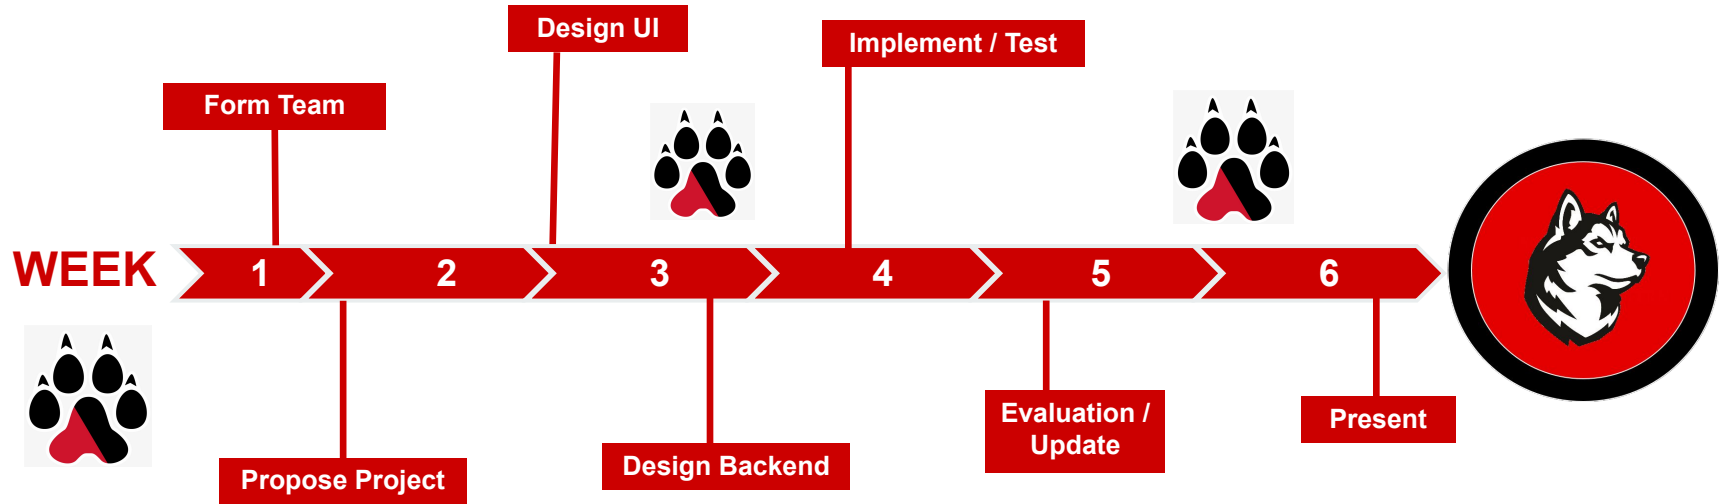 Design UI
Implement / Test
Form Team
WEEK 1 2 3 4 5 6
Evaluation /
Update
Present
Design Backend
Propose Project